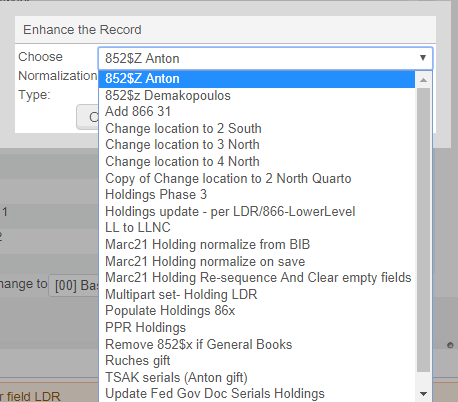 Enhance the Record
Choose 852$Z Anton
Normalization 852$Z Anton
Type: 852$z Demakopoulos
Add 866 31
Change location to 2 South
Change location to 3 North
Change location to 4 North
Copy of Change location to 2 North Quarto
Holdings Phase 3
1 Holdings update - per LDR/866-LowerLevel
LL to LLNC
Marc21 Holding normalize from BIB
Marc21 Holding normalize on save
Marc21 Holding Re-sequence And Clear empty fields
hange to [00] Bas Multipart set- Holding LDR
Populate Holdings 86x
PPR Holdings
Remove 852$x if General Books
Ruches gift
TSAK serials (Anton gift)
r field LDR Update Fed Gov Doc Serials Holdings